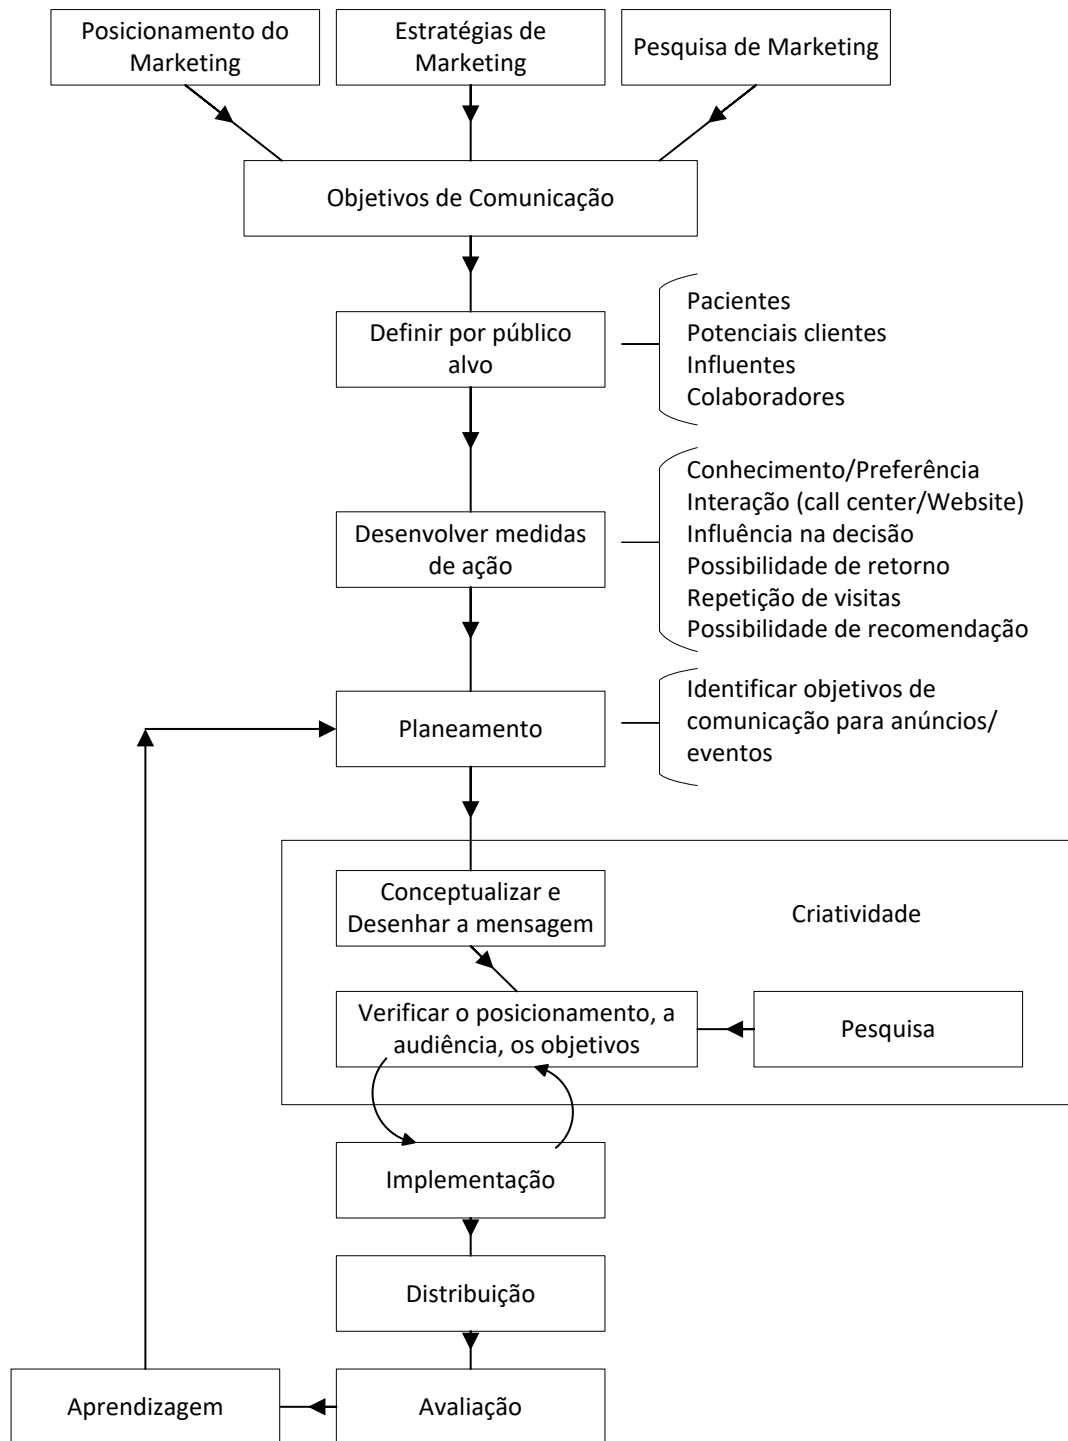 Posicionamento do
Marketing
Estratégias de
Marketing
Pesquisa de Marketing
Objetivos de Comunicação
Definir por público
alvo
Pacientes
Potenciais clientes
Influentes
Colaboradores
Desenvolver medidas
de ação
Conhecimento/Preferência
Interação (call center/Website)
Influência na decisão
Possibilidade de retorno
Repetição de visitas
Possibilidade de recomendação
Planeamento
Identificar objetivos de
comunicação para anúncios/
eventos
Conceptualizar e
Desenhar a mensagem
Criatividade
Verificar o posicionamento, a
audiência, os objetivos
Pesquisa
Implementação
Distribuição
Aprendizagem
Avaliação